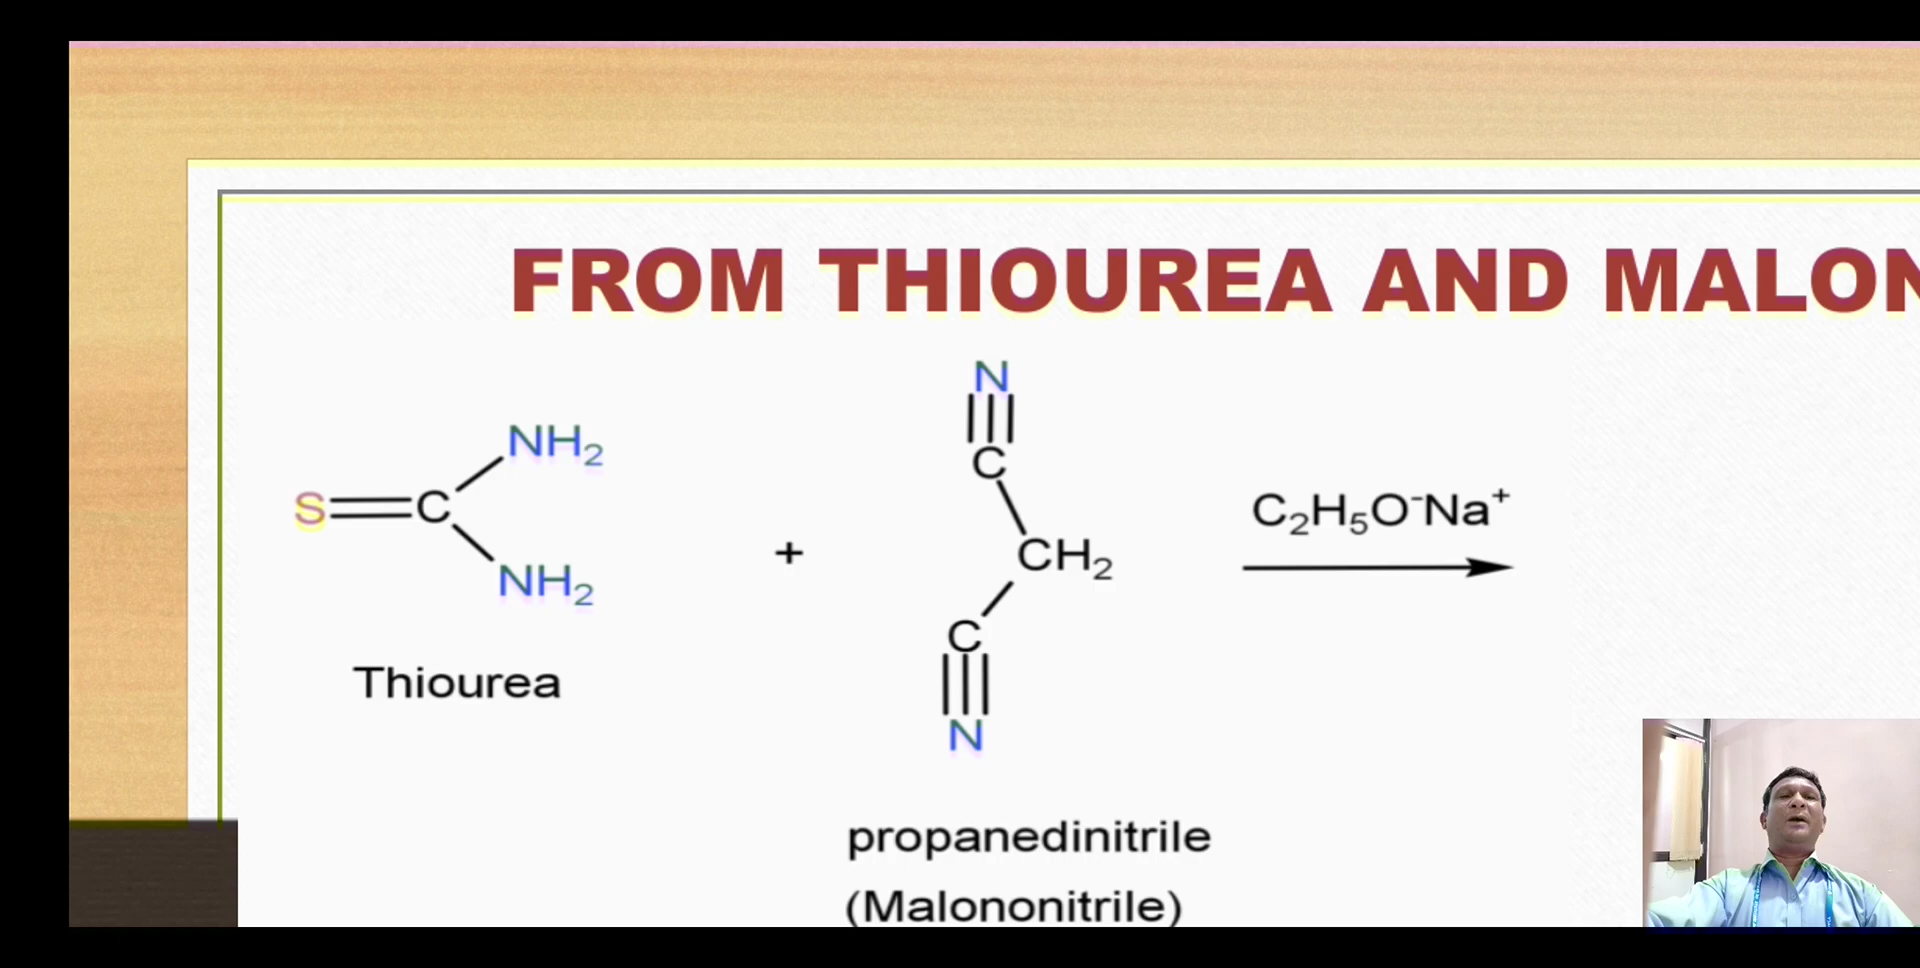 FROM THIOUREA AND MALON
N
C
NH₂
S C
C₂H₅O⁻Na⁺
+
CH₂
NH₂
C
Thiourea
N
propanedinitrile
(Malononitrile)